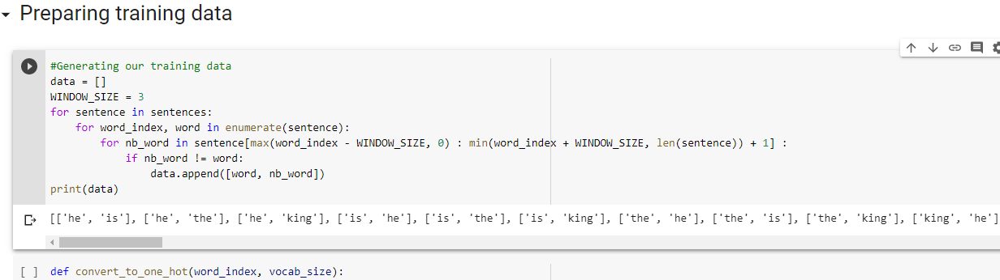 Preparing training data
#Generating our training data
data = []
WINDOW_SIZE = 3
for sentence in sentences:
    for word_index, word in enumerate(sentence):
        for nb_word in sentence[max(word_index - WINDOW_SIZE, 0) : min(word_index + WINDOW_SIZE, len(sentence)) + 1] :
            if nb_word != word:
                data.append([word, nb_word])
print(data)
[['he', 'is'], ['he', 'the'], ['he', 'king'], ['is', 'he'], ['is', 'the'], ['is', 'king'], ['the', 'he'], ['the', 'is'], ['the', 'king'], ['king', 'he']
[ ] def convert_to_one_hot(word_index, vocab_size):